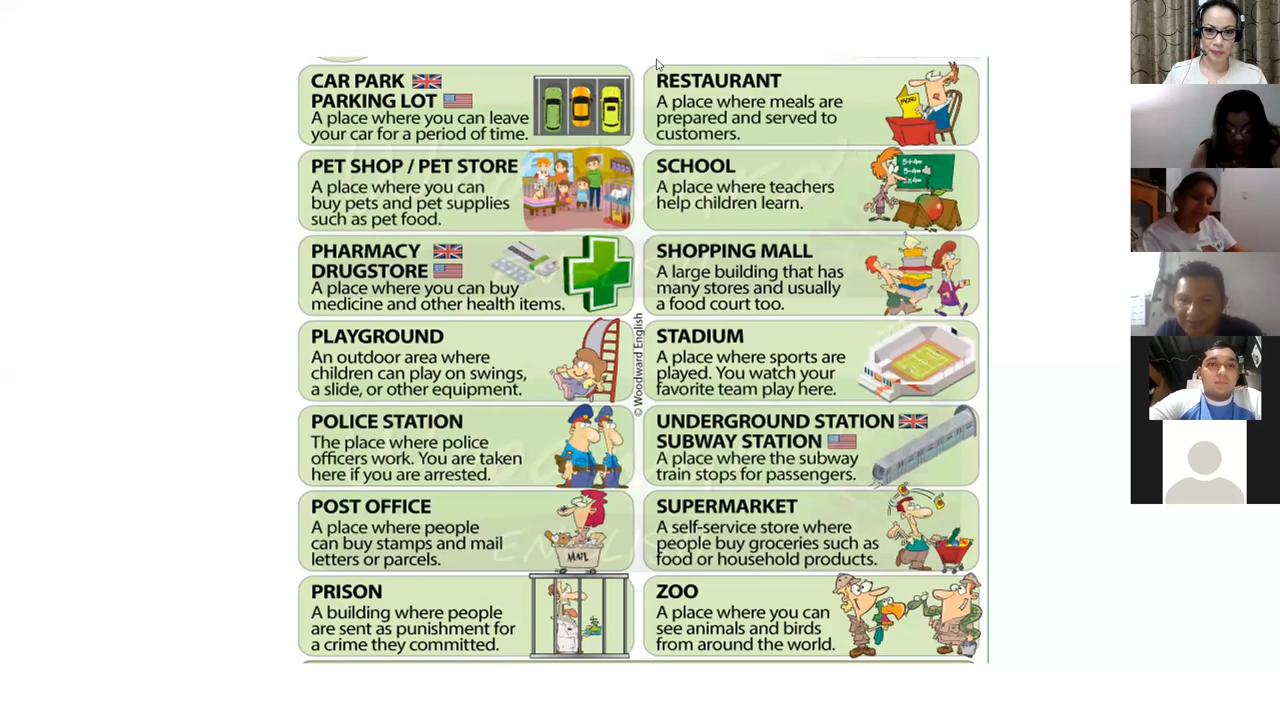 CAR PARK
PARKING LOT
A place where you can leave
your car for a period of time.
PET SHOP / PET STORE
A place where you can
buy pets and pet supplies
such as pet food.
PHARMACY
DRUGSTORE
A place where you can buy
medicine and other health items.
PLAYGROUND
An outdoor area where
children can play on swings,
a slide, or other equipment.
POLICE STATION
The place where police
officers work. You are taken
here if you are arrested.
POST OFFICE
A place where people
can buy stamps and mail
letters or parcels.
MAIL
PRISON
A building where people
are sent as punishment for
a crime they committed.
© Woodward English
RESTAURANT
A place where meals are
prepared and served to
customers.
MENU
SCHOOL
A place where teachers
help children learn.
SHOPPING MALL
A large building that has
many stores and usually
a food court too.
STADIUM
A place where sports are
played. You watch your
favorite team play here.
UNDERGROUND STATION
SUBWAY STATION
A place where the subway
train stops for passengers.
SUPERMARKET
A self-service store where
people buy groceries such as
food or household products.
ZOO
A place where you can
see animals and birds
from around the world.